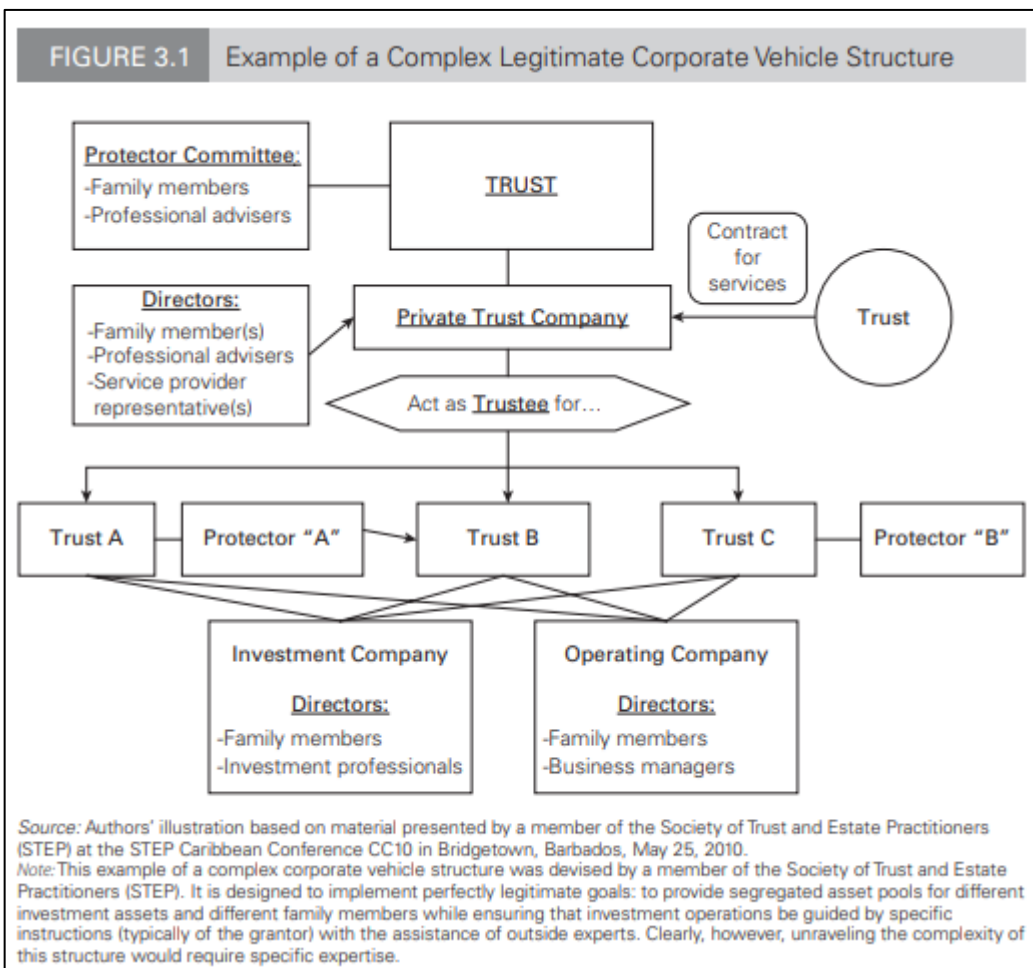 FIGURE 3.1 Example of a Complex Legitimate Corporate Vehicle Structure
Protector Committee:
-Family members
-Professional advisers
TRUST
Contract
for
services
Directors:
-Family member(s)
-Professional advisers
-Service provider
representative(s)
Private Trust Company
Trust
Act as Trustee for…
Trust A
Protector “A”
Trust B
Trust C
Protector “B”
Investment Company
Directors:
-Family members
-Investment professionals
Operating Company
Directors:
-Family members
-Business managers
Source: Authors’ illustration based on material presented by a member of the Society of Trust and Estate Practitioners
(STEP) at the STEP Caribbean Conference CC10 in Bridgetown, Barbados, May 25, 2010.
Note: This example of a complex corporate vehicle structure was devised by a member of the Society of Trust and Estate
Practitioners (STEP). It is designed to implement perfectly legitimate goals: to provide segregated asset pools for different
investment assets and different family members while ensuring that investment operations be guided by specific
instructions (typically of the grantor) with the assistance of outside experts. Clearly, however, unraveling the complexity of
this structure would require specific expertise.